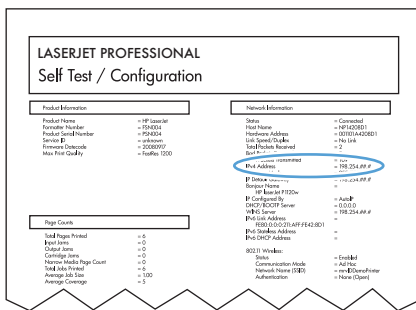 LASERJET PROFESSIONAL
Self Test / Configuration
Product Information
Product Name = HP LaserJet
Formatter Number = PSN004
Product Serial Number = PSN004
Service ID = unknown
Firmware Datecode = 20080917
Max Print Quality = FastRes 1200
Page Counts
Total Pages Printed = 6
Input Jams = 0
Output Jams = 0
Cartridge Jams = 0
Narrow Media Page Count = 0
Total Jobs Printed = 6
Average Job Size = 1.00
Average Coverage = 5
Network Information
Status = Connected
Host Name = NPI4208D1
Hardware Address = 001101A4208D1
Link Speed/Duplex = No Link
Total Packets Received = 2
IPv4 Address = 198.254.##.#
Bonjour Name =
HP LaserJet P1120w
IP Configured By = AutoIP
DHCP/BOOTP Server = 0.0.0.0
WINS Server = 198.254.##.#
IPv6 Link Address =
FE80:0:0:0:211:AFF:FE42:8D1
IPv6 Stateless Address =
IPv6 DHCP Address =
802.11 Wireless:
Status = Enabled
Communication Mode = Ad Hoc
Network Name (SSID) = mv-IDDemoPrinter
Authentication = None (Open)